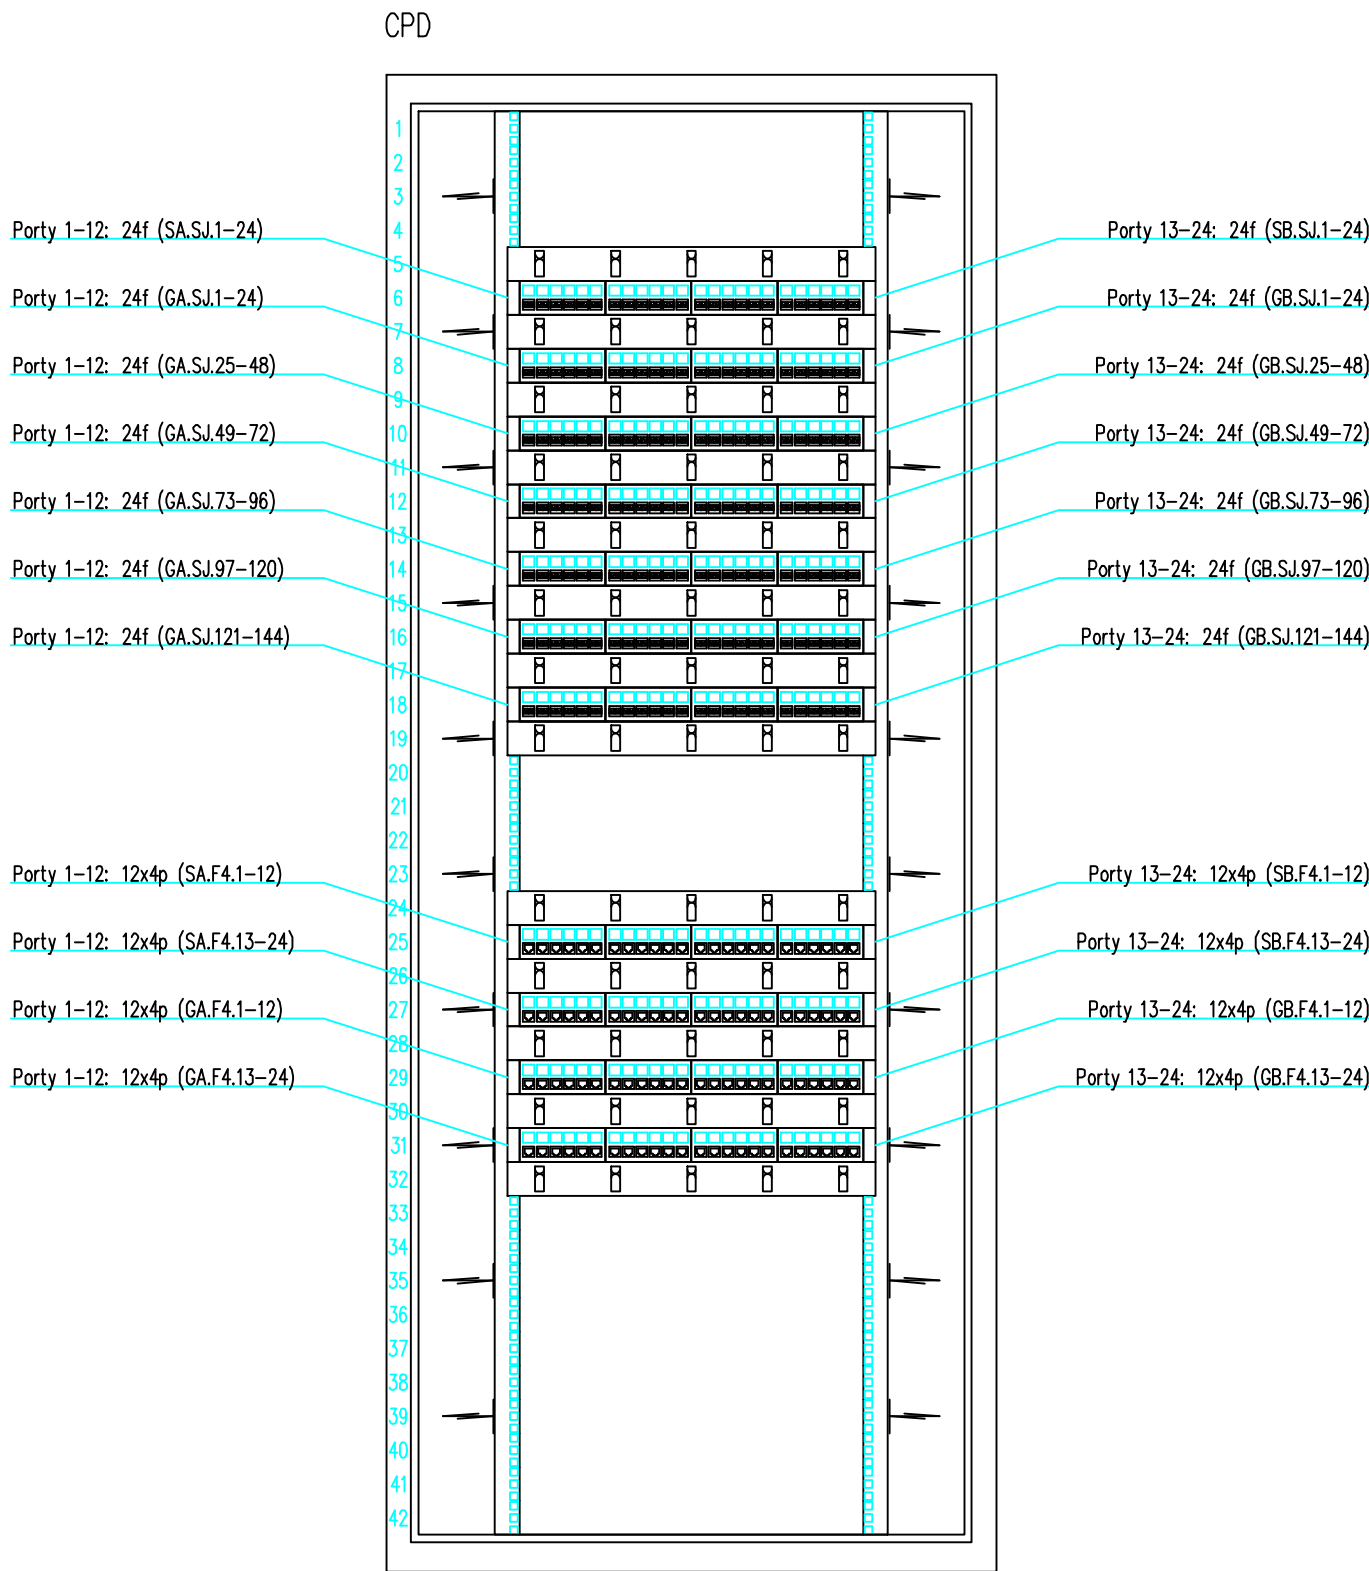 CPD
1
2
3
Porty 1-12: 24f (SA.SJ.1-24)
4
Porty 13-24: 24f (SB.SJ.1-24)
5
Porty 1-12: 24f (GA.SJ.1-24)
6
Porty 13-24: 24f (GB.SJ.1-24)
7
Porty 1-12: 24f (GA.SJ.25-48)
8
Porty 13-24: 24f (GB.SJ.25-48)
9
Porty 1-12: 24f (GA.SJ.49-72)
10
Porty 13-24: 24f (GB.SJ.49-72)
11
Porty 1-12: 24f (GA.SJ.73-96)
12
Porty 13-24: 24f (GB.SJ.73-96)
13
Porty 1-12: 24f (GA.SJ.97-120)
14
Porty 13-24: 24f (GB.SJ.97-120)
15
Porty 1-12: 24f (GA.SJ.121-144)
16
Porty 13-24: 24f (GB.SJ.121-144)
17
18
19
20
21
22
Porty 1-12: 12x4p (SA.F4.1-12)
23
Porty 13-24: 12x4p (SB.F4.1-12)
24
Porty 1-12: 12x4p (SA.F4.13-24)
25
Porty 13-24: 12x4p (SB.F4.13-24)
26
Porty 1-12: 12x4p (GA.F4.1-12)
27
Porty 13-24: 12x4p (GB.F4.1-12)
28
Porty 1-12: 12x4p (GA.F4.13-24)
29
Porty 13-24: 12x4p (GB.F4.13-24)
30
31
32
33
34
35
36
37
38
39
40
41
42